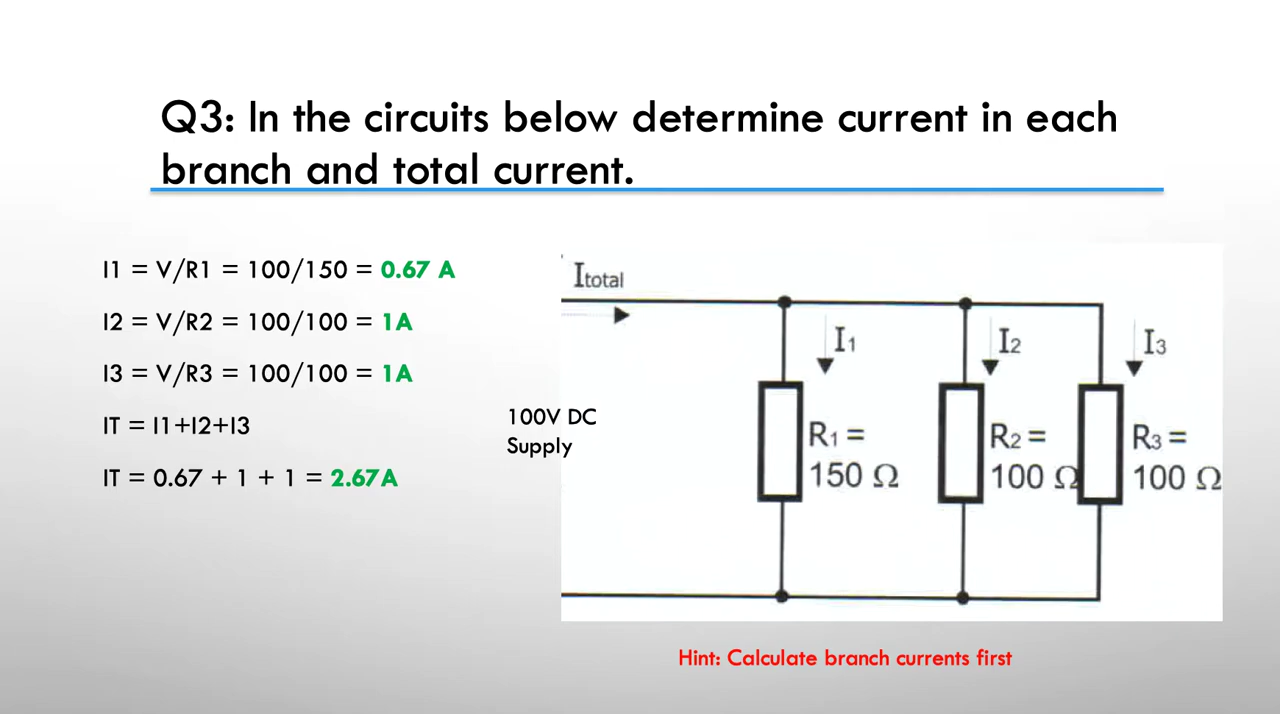 Q3: In the circuits below determine current in each
branch and total current.
I1 = V/R1 = 100/150 = 0.67 A
I2 = V/R2 = 100/100 = 1A
I3 = V/R3 = 100/100 = 1A
IT = I1+I2+I3
IT = 0.67 + 1 + 1 = 2.67A
Itotal
I1
I2
I3
100V DC
Supply
R1 =
150 Ω
R2 =
100 Ω
R3 =
100 Ω
Hint: Calculate branch currents first